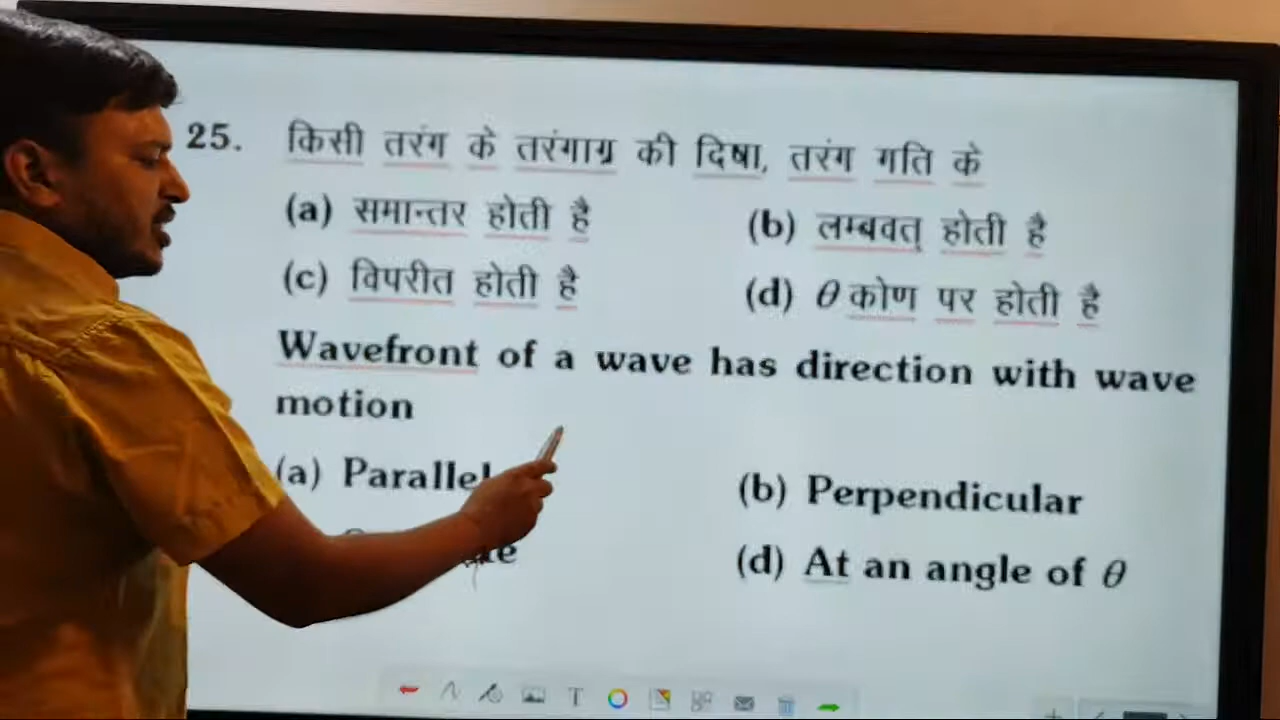 25. किसी तरंग के तरंगाग्र की दिषा, तरंग गति के
(a) समान्तर होती है (b) लम्बवत् होती है
(c) विपरीत होती है (d) θ कोण पर होती है
Wavefront of a wave has direction with wave
motion
(a) Parallel (b) Perpendicular
(d) At an angle of θ